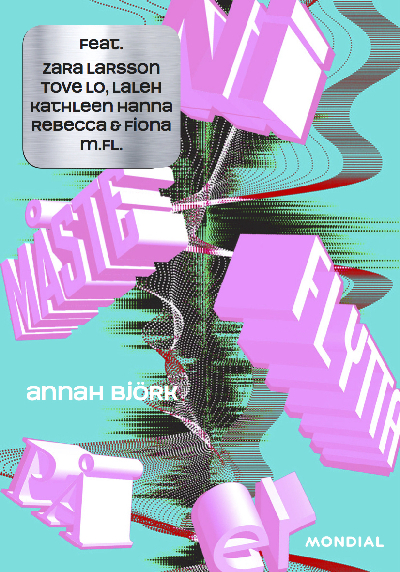 Feat.
Zara Larsson
Tove Lo, Laleh
Kathleen Hanna
Rebecca & Fiona
m.fl.
Ni
MÅSTE
FLYTTA
Annah Björk
på
er
MONDIAL